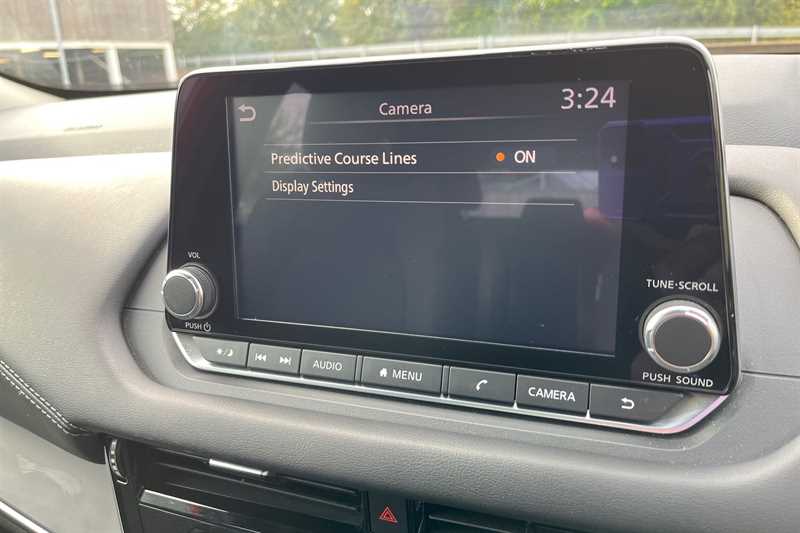 Camera
3:24
Predictive Course Lines
ON
Display Settings
VOL
PUSH
TUNE·SCROLL
PUSH SOUND
AUDIO
MENU
CAMERA